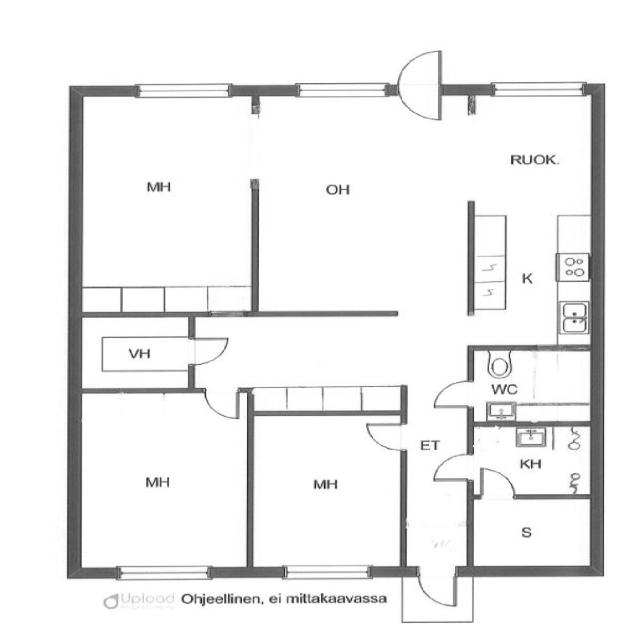 RUOK.
MH
OH
K
VH
WC
ET
KH
MH
MH
S
Upload
Ohjeellinen, ei mittakaavassa